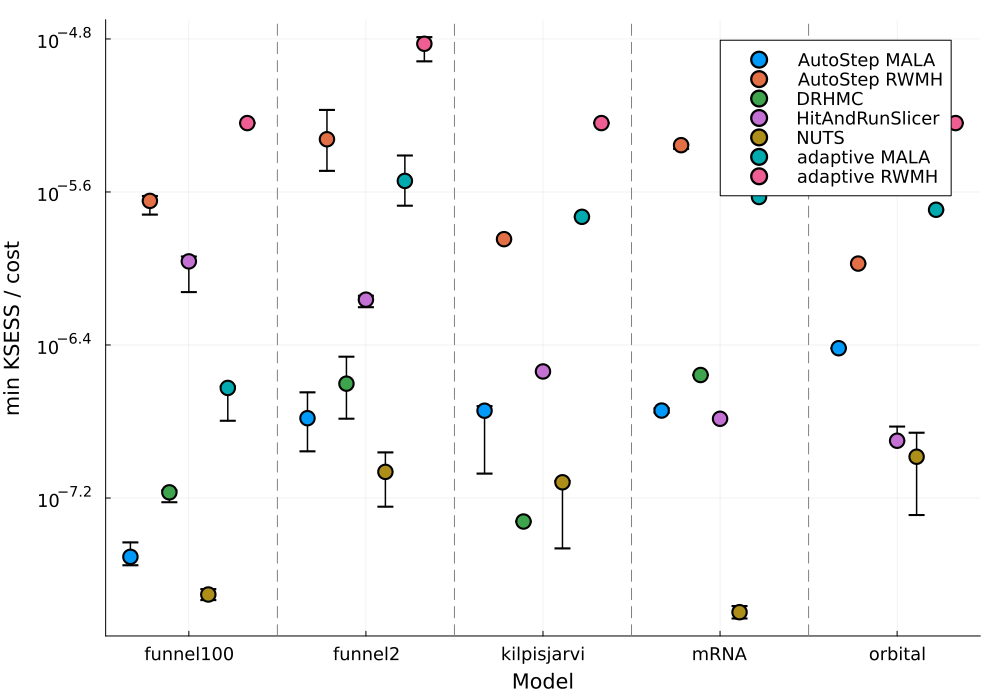 min KSESS / cost
10^−4.8
10^−5.6
10^−6.4
10^−7.2
AutoStep MALA
AutoStep RWMH
DRHMC
HitAndRunSlicer
NUTS
adaptive MALA
adaptive RWMH
funnel100 funnel2 kilpisjarvi mRNA orbital
Model